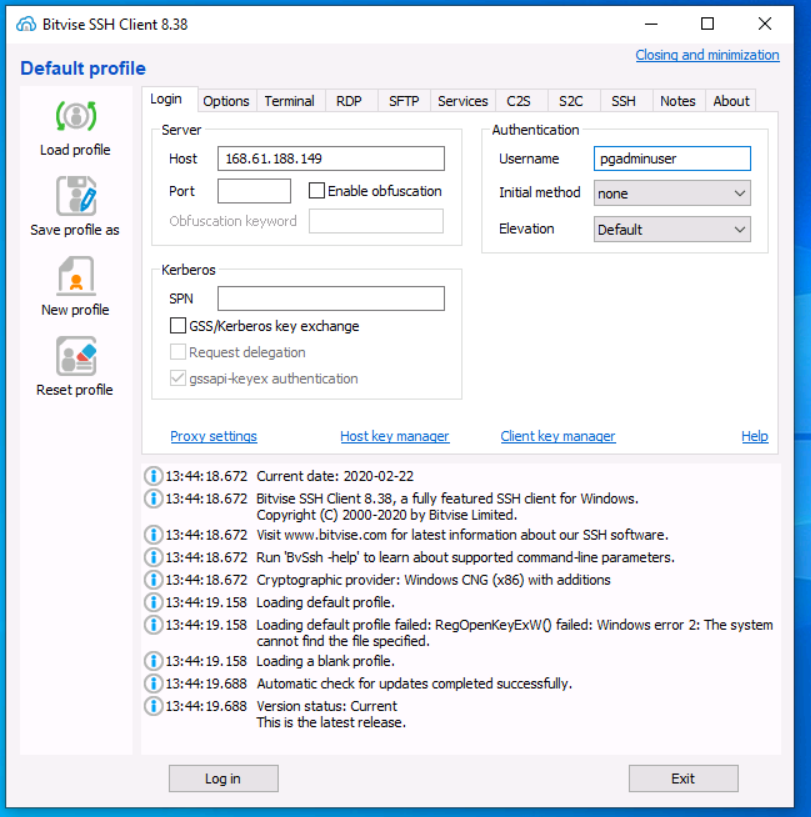 Bitvise SSH Client 8.38
Closing and minimization
Default profile
Load profile
Save profile as
New profile
Reset profile
Login Options Terminal RDP SFTP Services C2S S2C SSH Notes About
Server
Host 168.61.188.149
Port Enable obfuscation
Obfuscation keyword
Authentication
Username pgadminuser
Initial method none
Elevation Default
Kerberos
SPN
GSS/Kerberos key exchange
Request delegation
gssapi-keyex authentication
Proxy settings Host key manager Client key manager Help
13:44:18.672 Current date: 2020-02-22
13:44:18.672 Bitvise SSH Client 8.38, a fully featured SSH client for Windows.
Copyright (C) 2000-2020 by Bitvise Limited.
13:44:18.672 Visit www.bitvise.com for latest information about our SSH software.
13:44:18.672 Run 'BvSsh -help' to learn about supported command-line parameters.
13:44:18.672 Cryptographic provider: Windows CNG (x86) with additions
13:44:19.158 Loading default profile.
13:44:19.158 Loading default profile failed: RegOpenKeyExW() failed: Windows error 2: The system
cannot find the file specified.
13:44:19.158 Loading a blank profile.
13:44:19.688 Automatic check for updates completed successfully.
13:44:19.688 Version status: Current
This is the latest release.
Log in Exit